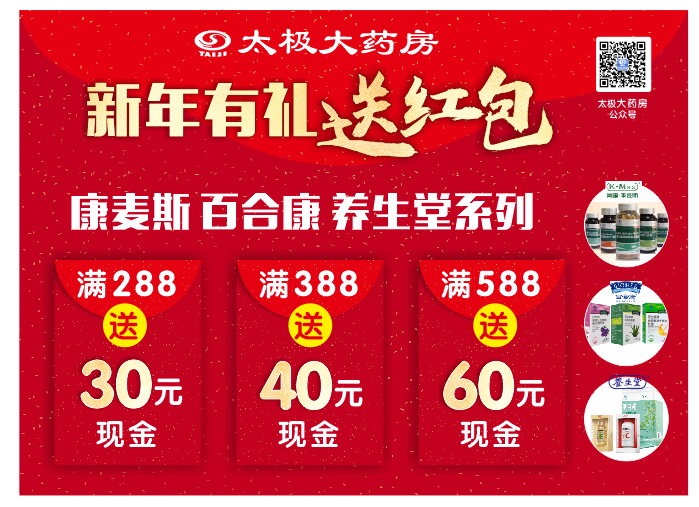 TAIJI
太极大药房
新年有礼送红包
太极大药房
公众号
康麦斯 百合康 养生堂系列
满288
送
30元
现金
满388
送
40元
现金
满588
送
60元
现金
K·M
养生堂